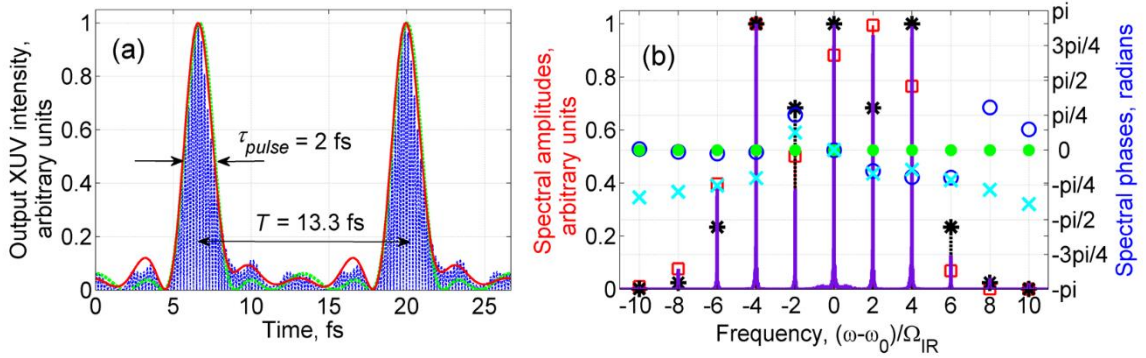 (a)
Output XUV intensity,
arbitrary units
1
0.8
0.6
0.4
0.2
0
τpulse = 2 fs
T = 13.3 fs
0 5 10 15 20 25
Time, fs
(b)
Spectral amplitudes,
arbitrary units
1
0.8
0.6
0.4
0.2
0
-10 -8 -6 -4 -2 0 2 4 6 8 10
Frequency, (ω-ω0)/ΩIR
pi
3pi/4
pi/2
pi/4
0
-pi/4
-pi/2
-3pi/4
-pi
Spectral phases, radians